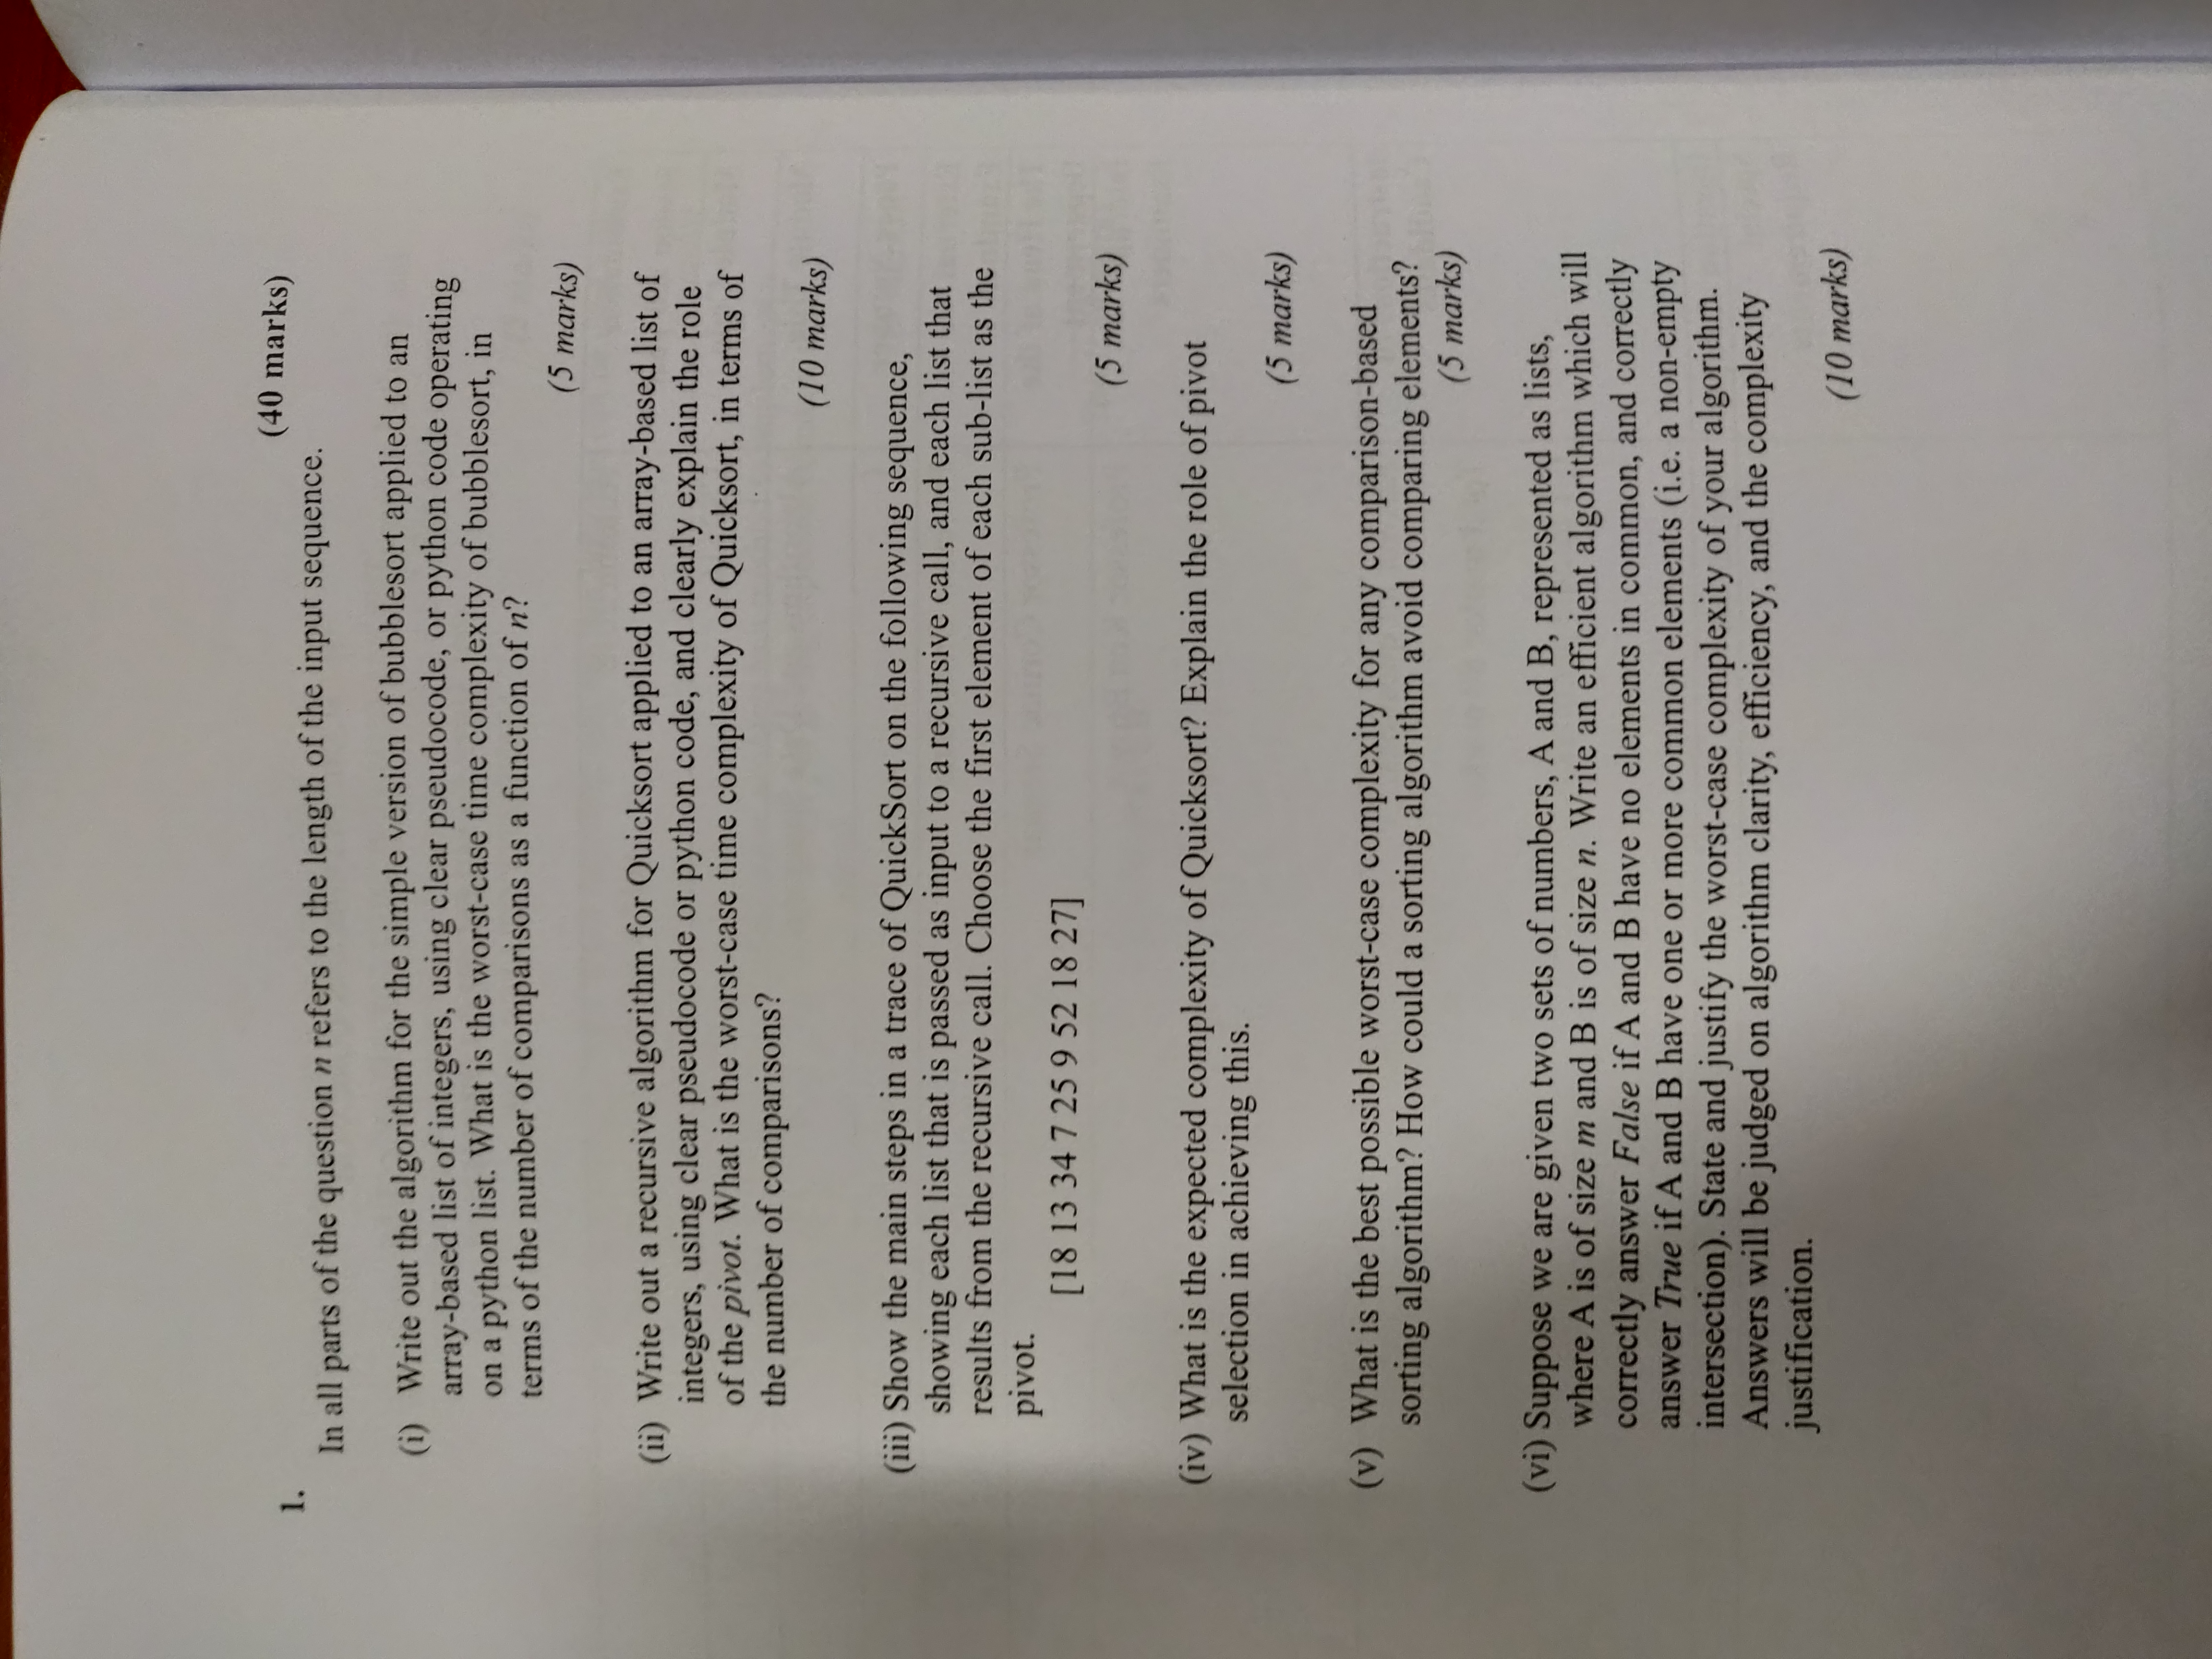 (40 marks)
1.
In all parts of the question n refers to the length of the input sequence.
(i) Write out the algorithm for the simple version of bubblesort applied to an
array-based list of integers, using clear pseudocode, or python code operating
on a python list. What is the worst-case time complexity of bubblesort, in
terms of the number of comparisons as a function of n?
(5 marks)
(ii) Write out a recursive algorithm for Quicksort applied to an array-based list of
integers, using clear pseudocode or python code, and clearly explain the role
of the pivot. What is the worst-case time complexity of Quicksort, in terms of
the number of comparisons?
(10 marks)
(iii) Show the main steps in a trace of QuickSort on the following sequence,
showing each list that is passed as input to a recursive call, and each list that
results from the recursive call. Choose the first element of each sub-list as the
pivot.
[18 13 34 7 25 9 52 18 27]
(5 marks)
(iv) What is the expected complexity of Quicksort? Explain the role of pivot
selection in achieving this.
(5 marks)
(v) What is the best possible worst-case complexity for any comparison-based
sorting algorithm? How could a sorting algorithm avoid comparing elements?
(5 marks)
(vi) Suppose we are given two sets of numbers, A and B, represented as lists,
where A is of size m and B is of size n. Write an efficient algorithm which will
correctly answer False if A and B have no elements in common, and correctly
answer True if A and B have one or more common elements (i.e. a non-empty
intersection). State and justify the worst-case complexity of your algorithm.
Answers will be judged on algorithm clarity, efficiency, and the complexity
justification.
(10 marks)